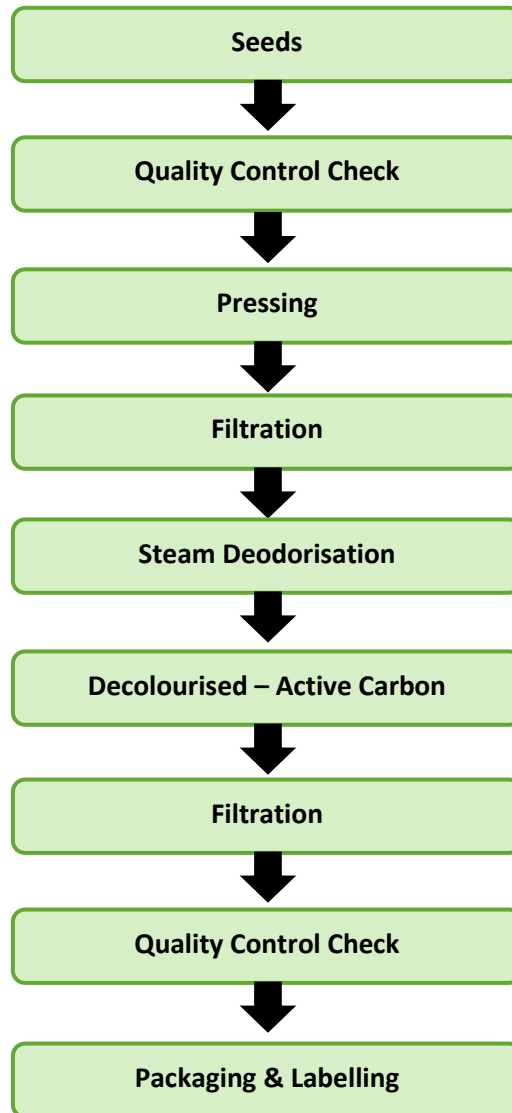 Seeds
Quality Control Check
Pressing
Filtration
Steam Deodorisation
Decolourised – Active Carbon
Filtration
Quality Control Check
Packaging & Labelling